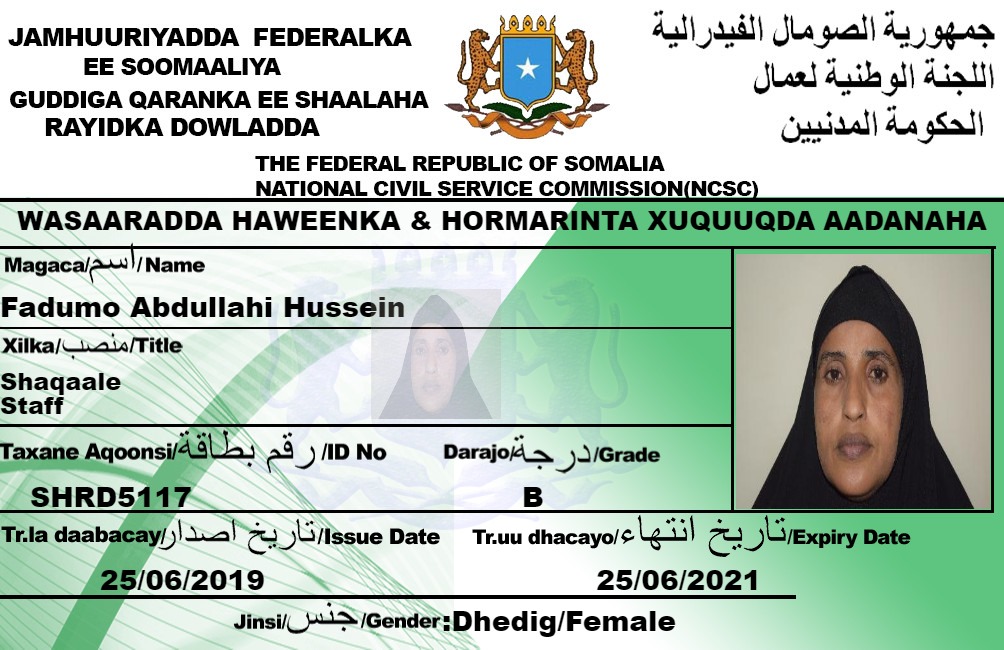 JAMHUURIYADDA FEDERALKA
EE SOOMAALIYA
GUDDIGA QARANKA EE SHAALAHA
RAYIDKA DOWLADDA
جمهورية الصومال الفيدرالية
اللجنة الوطنية لعمال
الحكومة المدنيين
THE FEDERAL REPUBLIC OF SOMALIA
NATIONAL CIVIL SERVICE COMMISSION(NCSC)
WASAARADDA HAWEENKA & HORMARINTA XUQUUQDA AADANAHA
Magaca/اسم/Name
Fadumo Abdullahi Hussein
Xilka/منصب/Title
Shaqaale
Staff
Taxane Aqoonsi/رقم بطاقة/ID No
SHRD5117
Darajo/درجة/Grade
B
Tr.la daabacay/تاريخ اصدار/Issue Date
25/06/2019
Tr.uu dhacayo/تاريخ انتهاء/Expiry Date
25/06/2021
Jinsi/جنس/Gender:Dhedig/Female